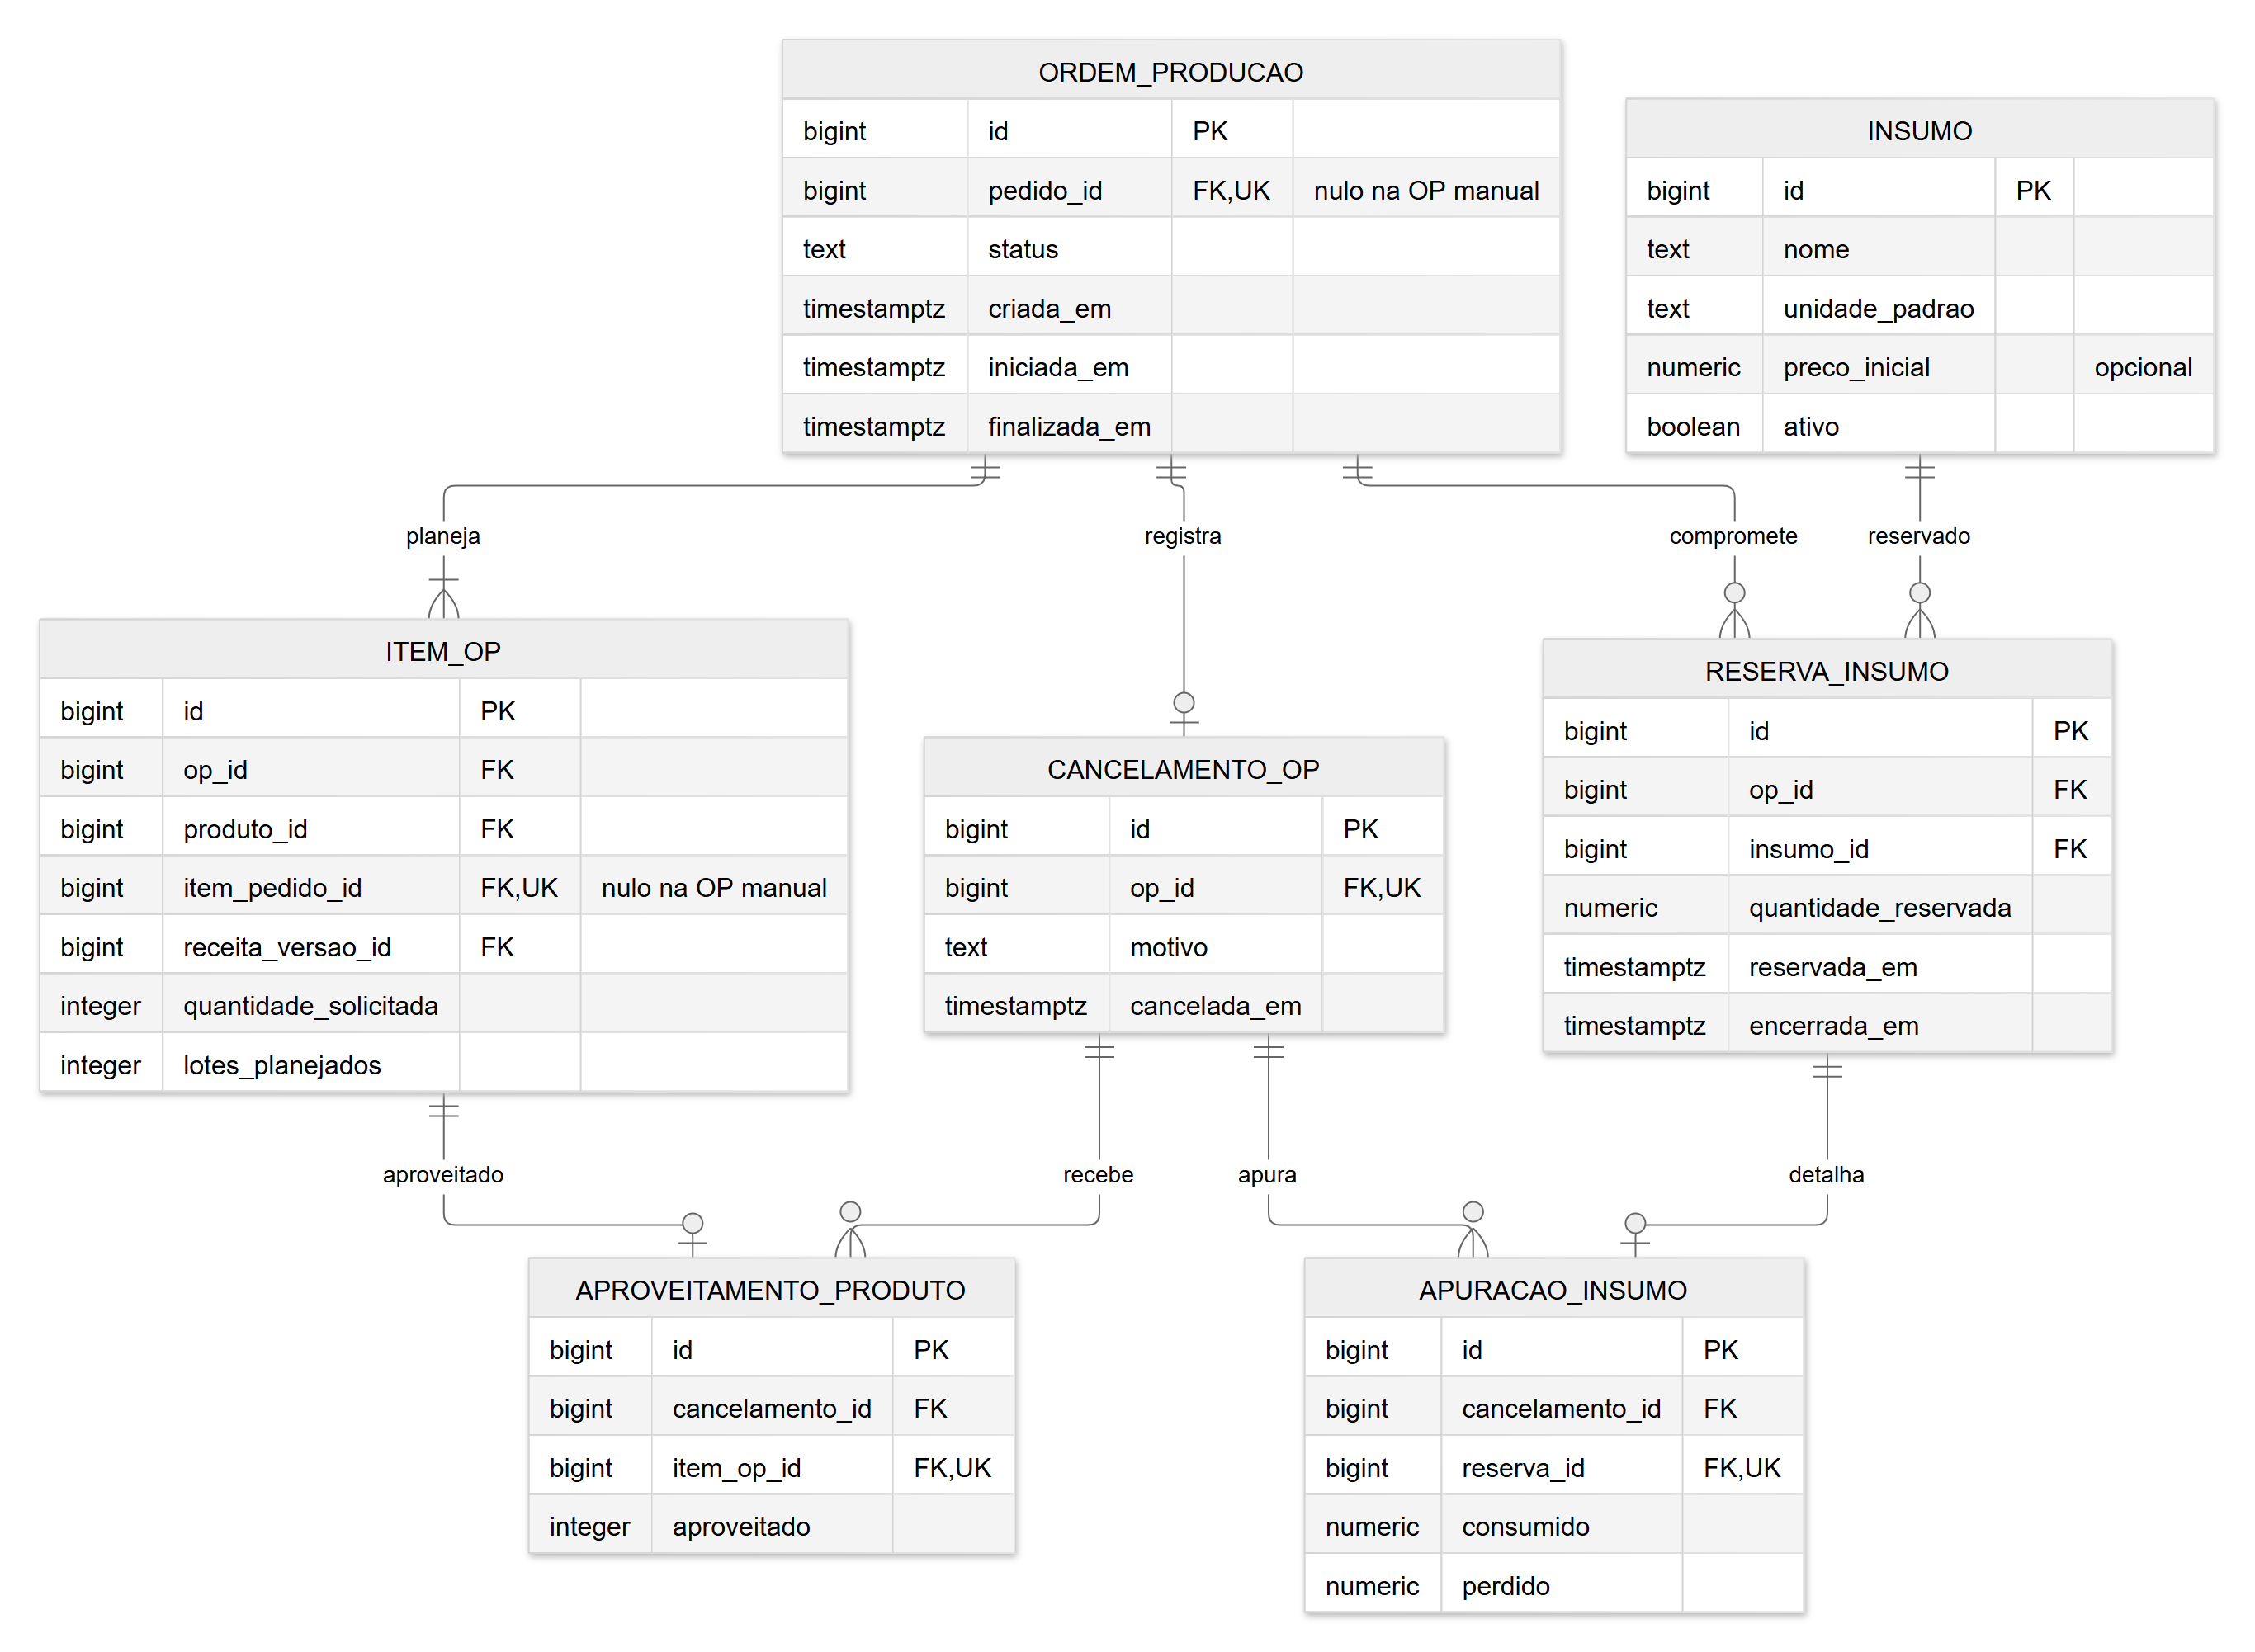 ORDEM_PRODUCAO
bigint id PK
bigint pedido_id FK,UK nulo na OP manual
text status
timestamptz criada_em
timestamptz iniciada_em
timestamptz finalizada_em
INSUMO
bigint id PK
text nome
text unidade_padrao
numeric preco_inicial opcional
boolean ativo
planeja
registra
compromete
reservado
ITEM_OP
bigint id PK
bigint op_id FK
bigint produto_id FK
bigint item_pedido_id FK,UK nulo na OP manual
bigint receita_versao_id FK
integer quantidade_solicitada
integer lotes_planejados
CANCELAMENTO_OP
bigint id PK
bigint op_id FK,UK
text motivo
timestamptz cancelada_em
RESERVA_INSUMO
bigint id PK
bigint op_id FK
bigint insumo_id FK
numeric quantidade_reservada
timestamptz reservada_em
timestamptz encerrada_em
aproveitado
recebe
apura
detalha
APROVEITAMENTO_PRODUTO
bigint id PK
bigint cancelamento_id FK
bigint item_op_id FK,UK
integer aproveitado
APURACAO_INSUMO
bigint id PK
bigint cancelamento_id FK
bigint reserva_id FK,UK
numeric consumido
numeric perdido